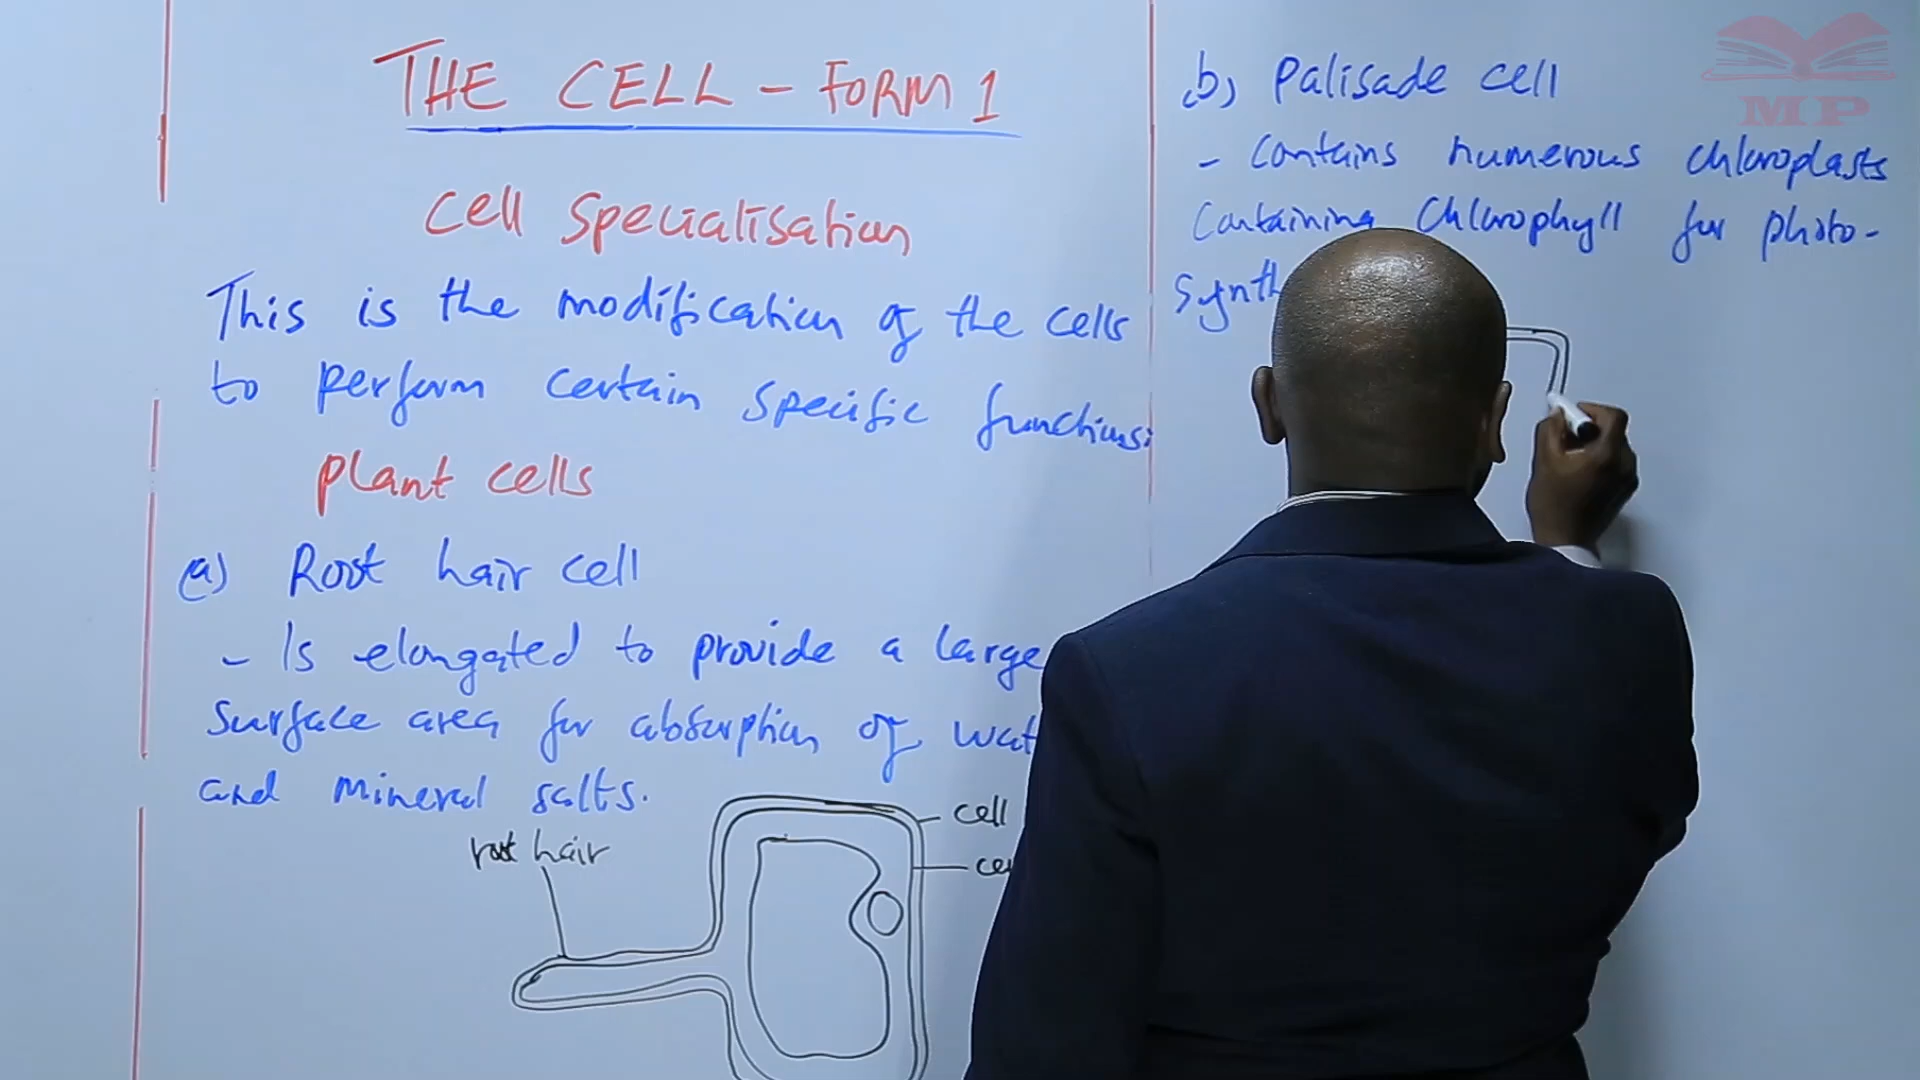 THE CELL - FORM 1
Cell Specialisation
This is the modification of the cells
to perform certain specific functions.
Plant cells
(a) Root hair cell
- Is elongated to provide a large
Surface area for absorption of
and mineral salts.
root hair
cell
b) Palisade cell
- Contains numerous chloroplasts
Containing Chlorophyll for photo-
MP